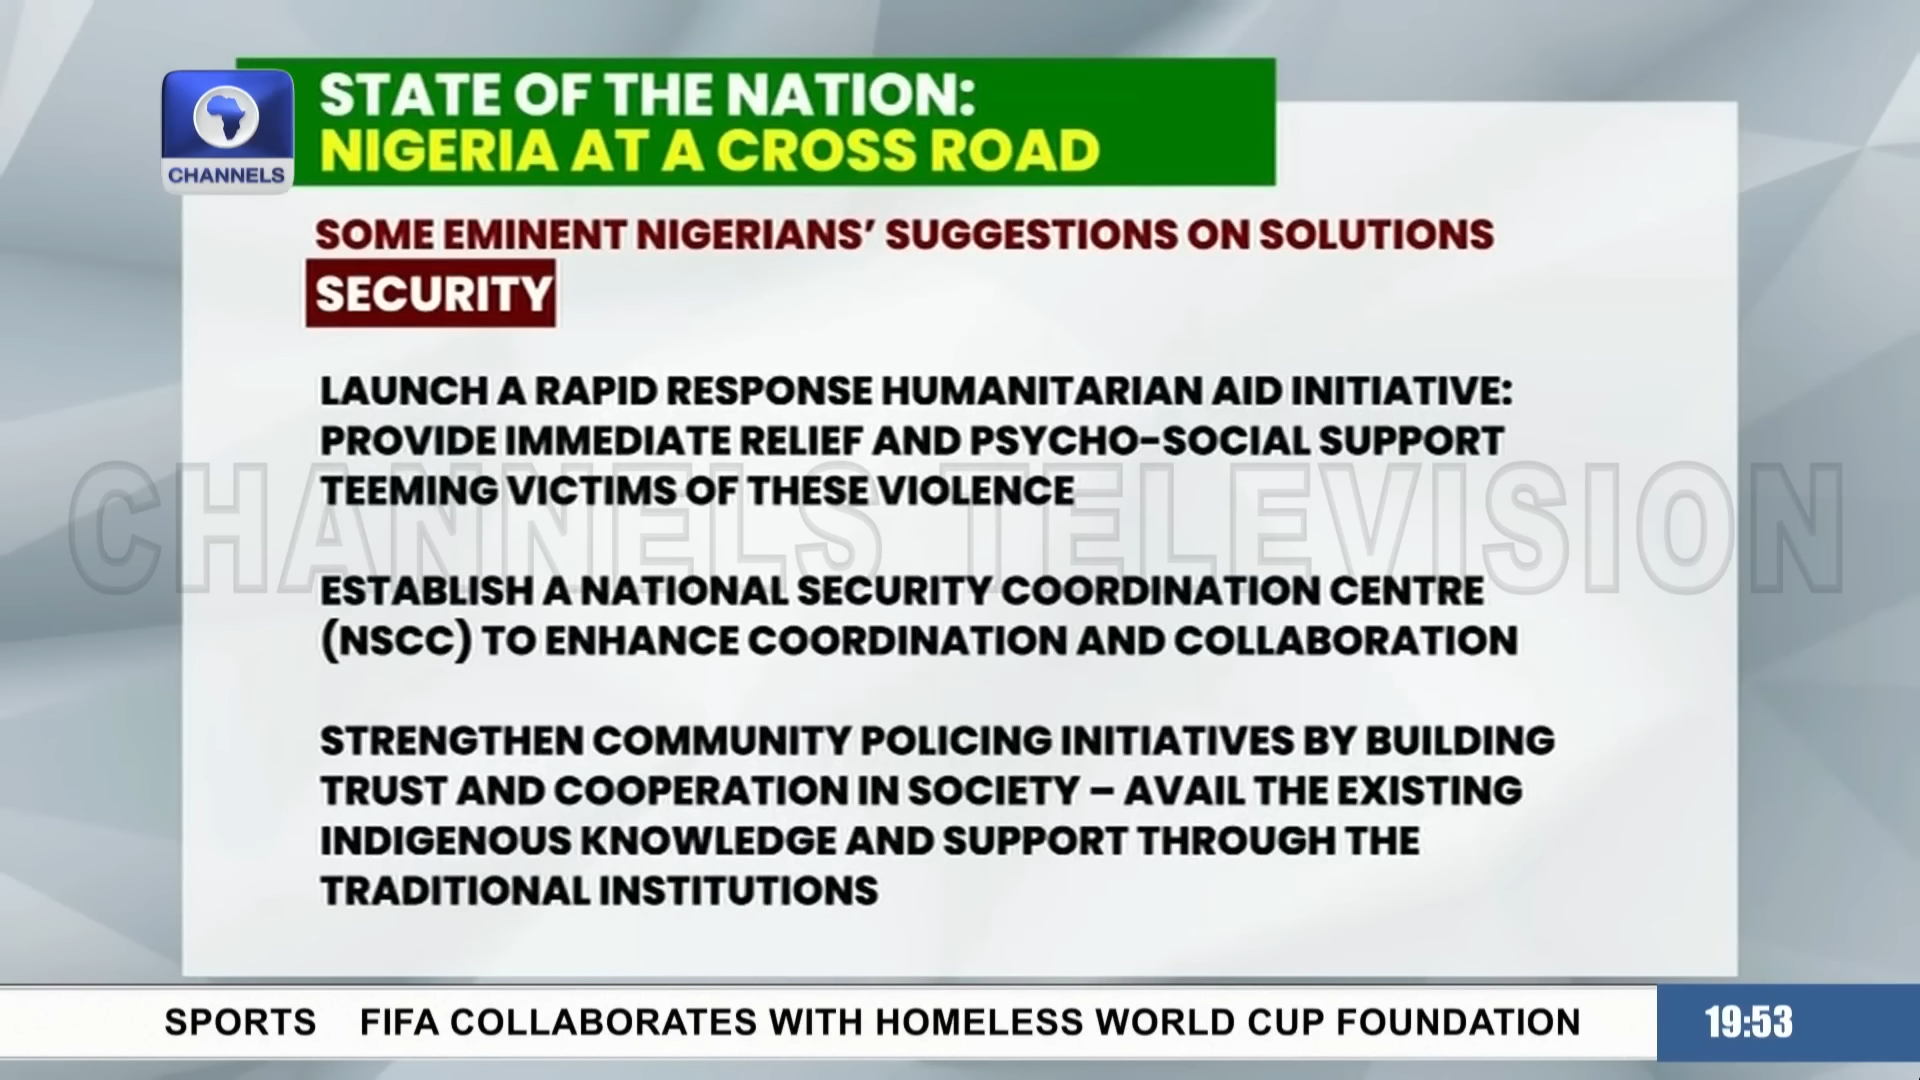 STATE OF THE NATION:
NIGERIA AT A CROSS ROAD
CHANNELS
SOME EMINENT NIGERIANS' SUGGESTIONS ON SOLUTIONS
SECURITY
LAUNCH A RAPID RESPONSE HUMANITARIAN AID INITIATIVE:
PROVIDE IMMEDIATE RELIEF AND PSYCHO-SOCIAL SUPPORT
TEEMING VICTIMS OF THESE VIOLENCE
CHANNELS TELEVISION
ESTABLISH A NATIONAL SECURITY COORDINATION CENTRE
(NSCC) TO ENHANCE COORDINATION AND COLLABORATION
STRENGTHEN COMMUNITY POLICING INITIATIVES BY BUILDING
TRUST AND COOPERATION IN SOCIETY – AVAIL THE EXISTING
INDIGENOUS KNOWLEDGE AND SUPPORT THROUGH THE
TRADITIONAL INSTITUTIONS
SPORTS FIFA COLLABORATES WITH HOMELESS WORLD CUP FOUNDATION
19:53